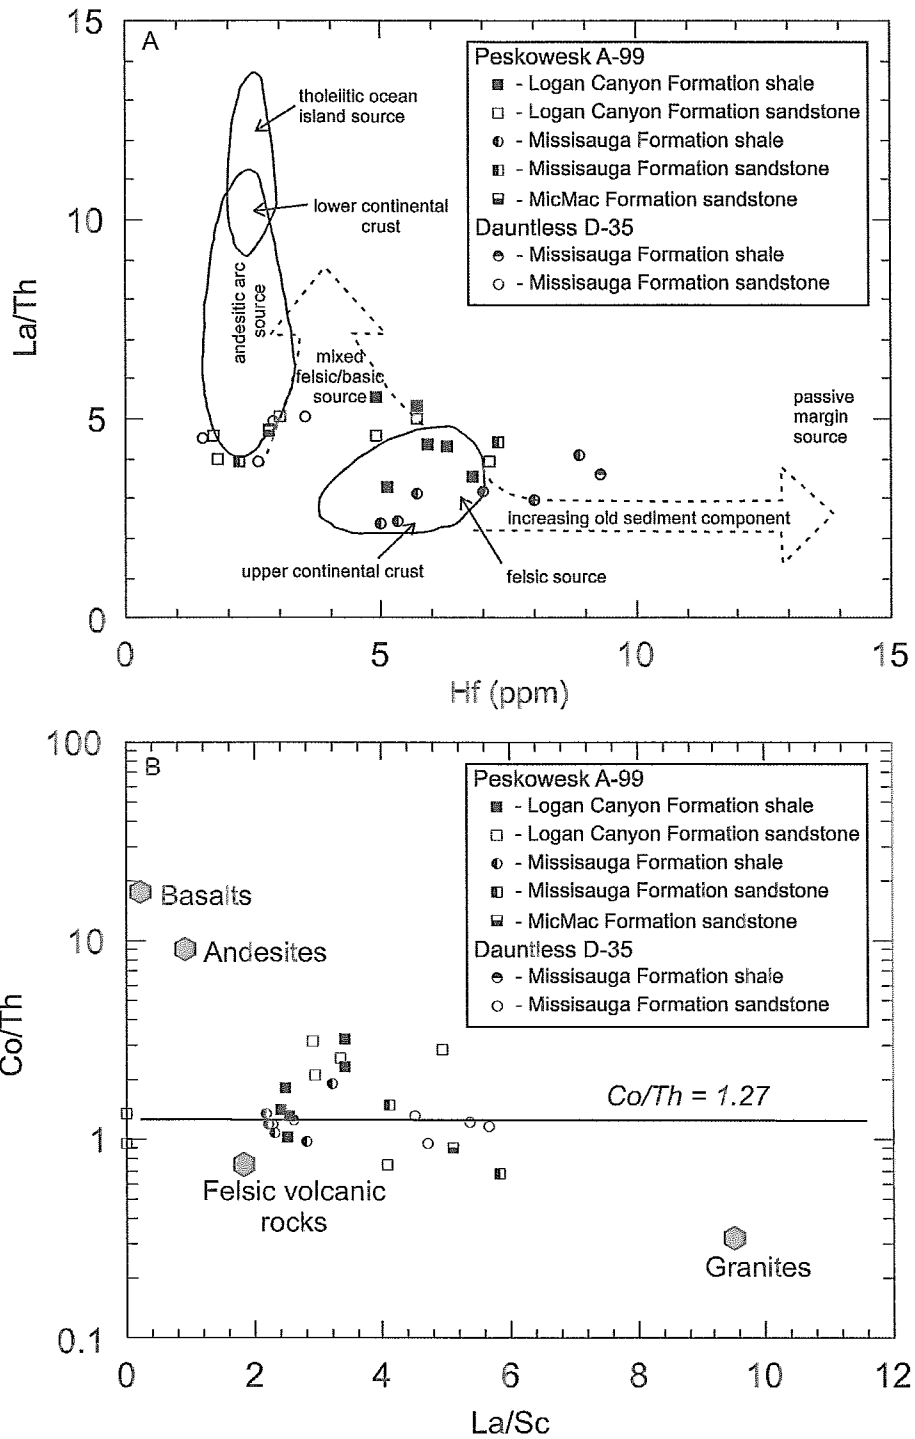 15
A
Peskowesk A-99
- Logan Canyon Formation shale
- Logan Canyon Formation sandstone
- Missisauga Formation shale
- Missisauga Formation sandstone
- MicMac Formation sandstone
Dauntless D-35
- Missisauga Formation shale
- Missisauga Formation sandstone
tholeiitic ocean
island source
lower continental
crust
10
La/Th
andesitic arc
source
mixed
felsic/basic
source
5
passive
margin
source
increasing old sediment component
upper continental crust
felsic source
0
0
5
10
15
Hf (ppm)
100
B
Peskowesk A-99
- Logan Canyon Formation shale
- Logan Canyon Formation sandstone
- Missisauga Formation shale
- Missisauga Formation sandstone
- MicMac Formation sandstone
Dauntless D-35
- Missisauga Formation shale
- Missisauga Formation sandstone
Basalts
10
Andesites
Co/Th
Co/Th = 1.27
1
Felsic volcanic
rocks
Granites
0.1
0
2
4
6
8
10
12
La/Sc